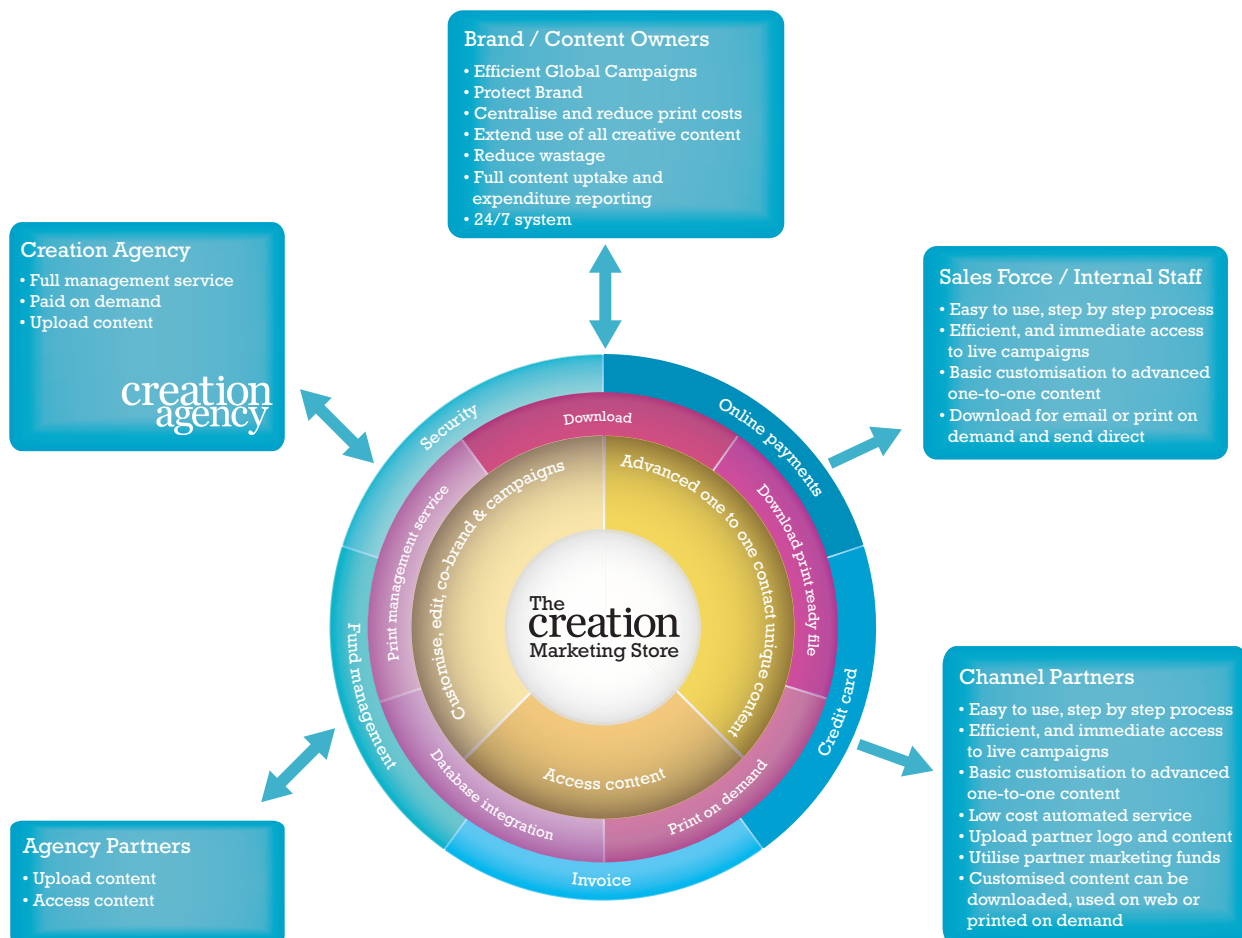 Brand / Content Owners
• Efficient Global Campaigns
• Protect Brand
• Centralise and reduce print costs
• Extend use of all creative content
• Reduce wastage
• Full content uptake and
expenditure reporting
• 24/7 system
Creation Agency
• Full management service
• Paid on demand
• Upload content
creation
agency
Sales Force / Internal Staff
• Easy to use, step by step process
• Efficient, and immediate access
to live campaigns
• Basic customisation to advanced
one-to-one content
• Download for email or print on
demand and send direct
Security
Online payments
Credit card
Invoice
Fund management
Download
Download print ready file
Print on demand
Database integration
Print management service
Customise, edit, co-brand & campaigns
Advanced one to one contact unique content
Access content
The
creation
Marketing Store
Agency Partners
• Upload content
• Access content
Channel Partners
• Easy to use, step by step process
• Efficient, and immediate access
to live campaigns
• Basic customisation to advanced
one-to-one content
• Low cost automated service
• Upload partner logo and content
• Utilise partner marketing funds
• Customised content can be
downloaded, used on web or
printed on demand